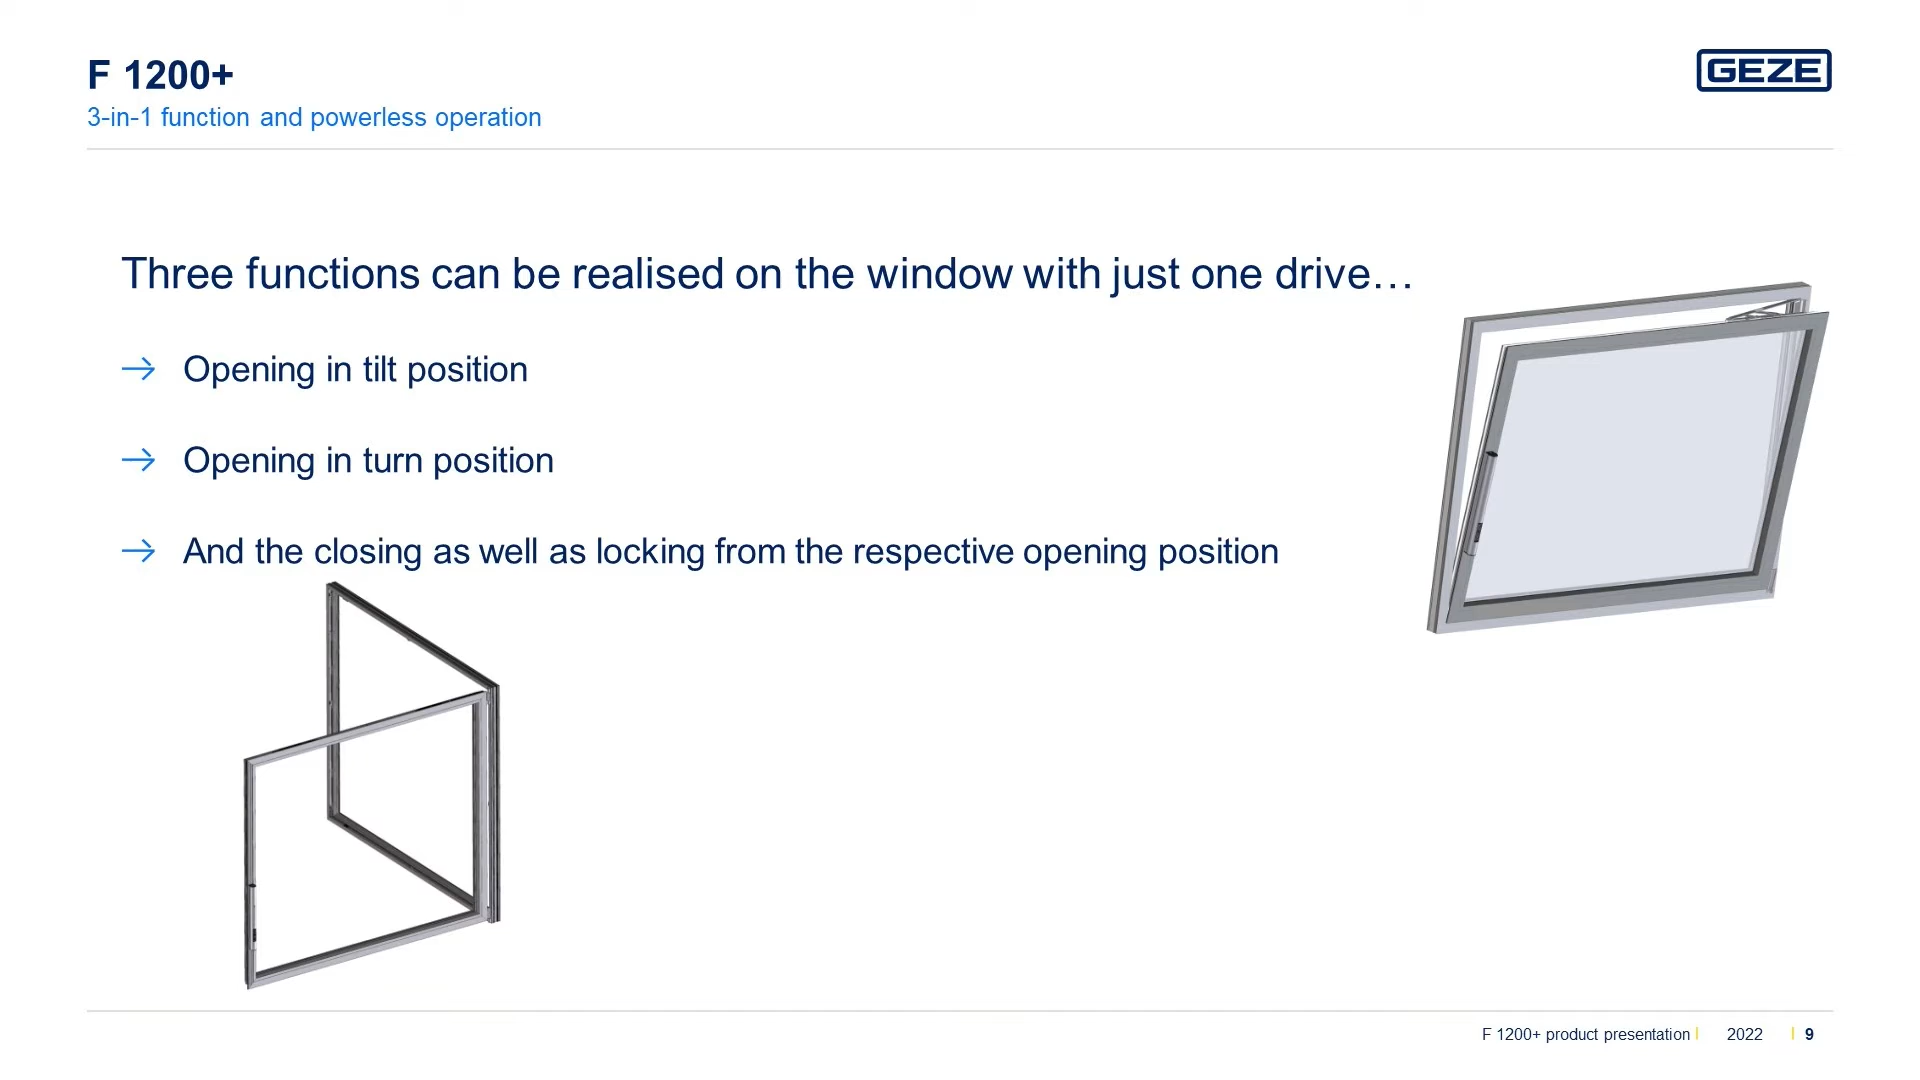 F 1200+
GEZE
3-in-1 function and powerless operation
Three functions can be realised on the window with just one drive…
→ Opening in tilt position
→ Opening in turn position
→ And the closing as well as locking from the respective opening position
F 1200+ product presentation | 2022 | 9